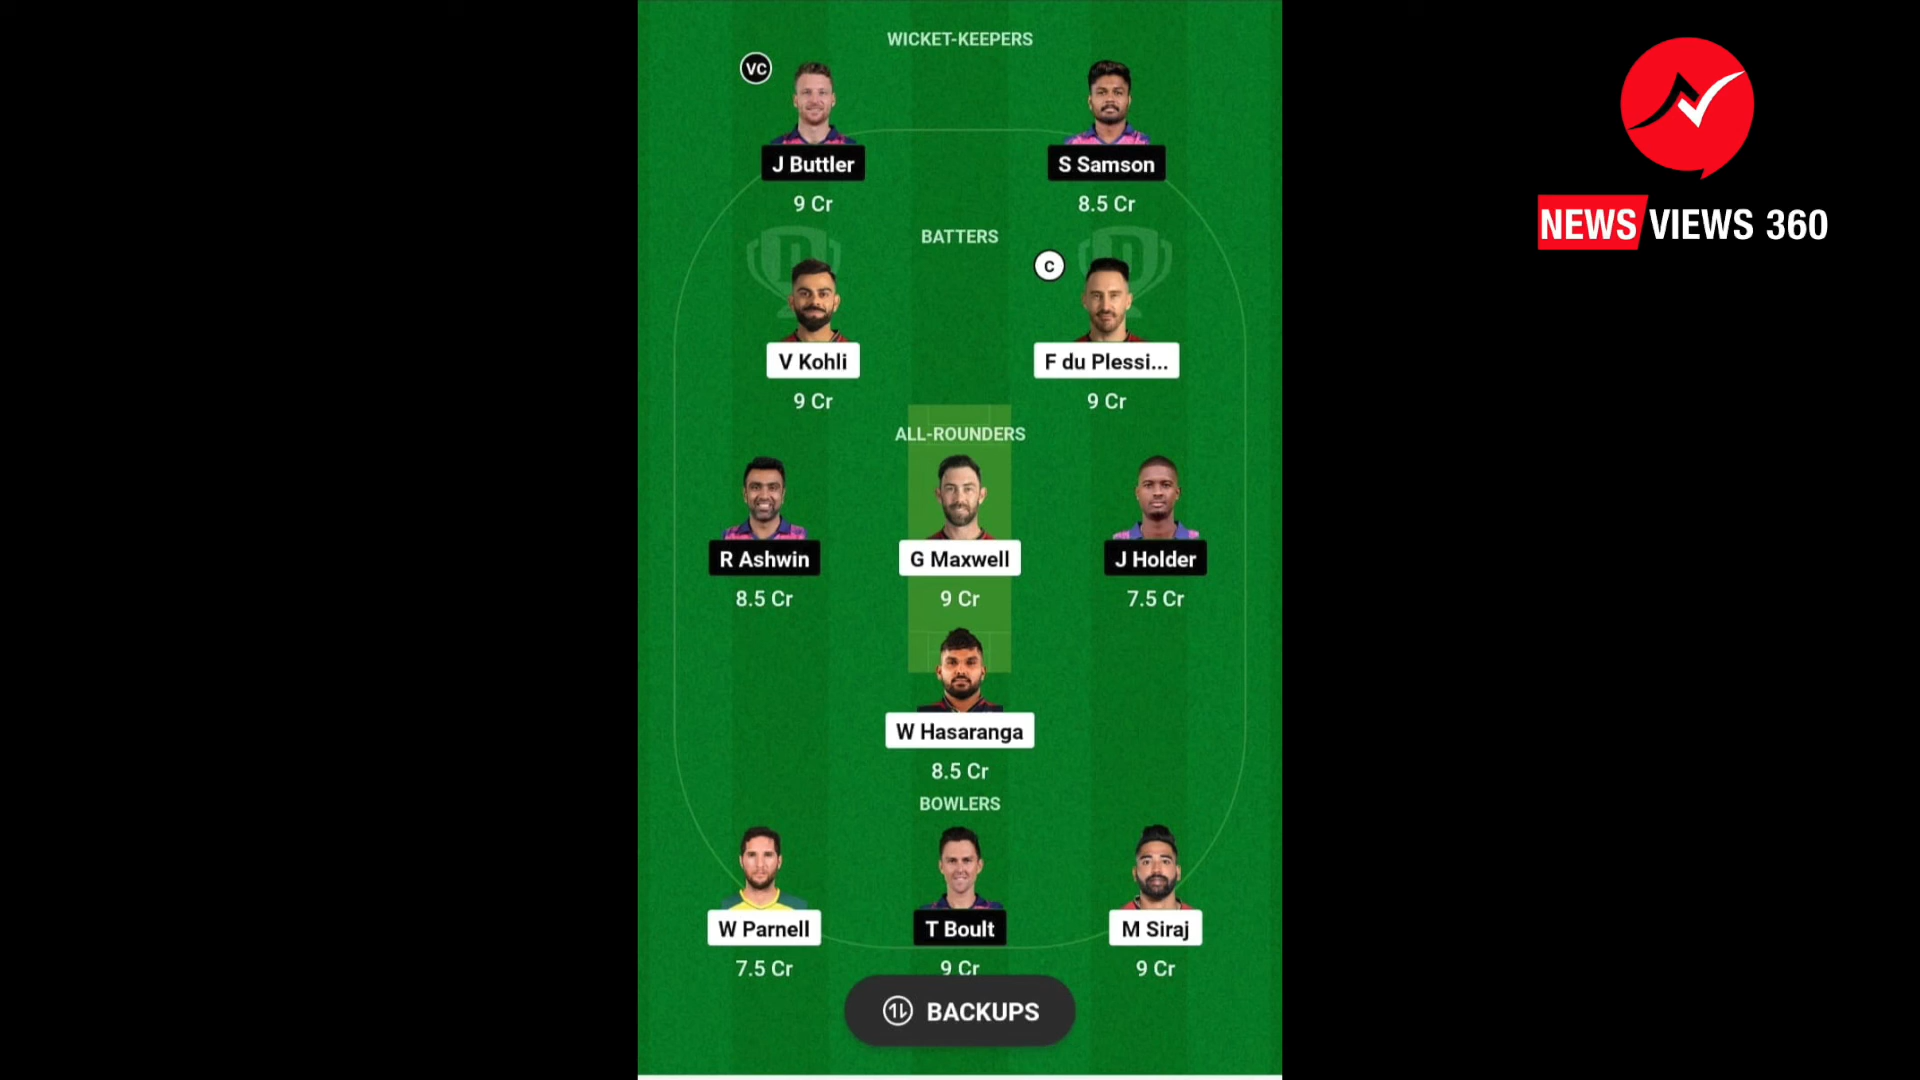 WICKET-KEEPERS
VC
J Buttler
S Samson
9 Cr
8.5 Cr
BATTERS
C
V Kohli
F du Plessi...
9 Cr
9 Cr
ALL-ROUNDERS
R Ashwin
G Maxwell
J Holder
8.5 Cr
9 Cr
7.5 Cr
W Hasaranga
8.5 Cr
BOWLERS
W Parnell
T Boult
M Siraj
7.5 Cr
9 Cr
9 Cr
BACKUPS
NEWS VIEWS 360